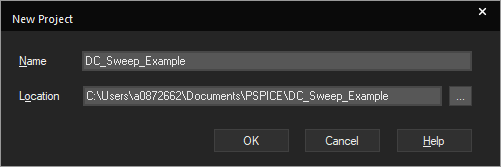 New Project
Name DC_Sweep_Example
Location C:\Users\a0872662\Documents\PSPICE\DC_Sweep_Example ...
OK Cancel Help